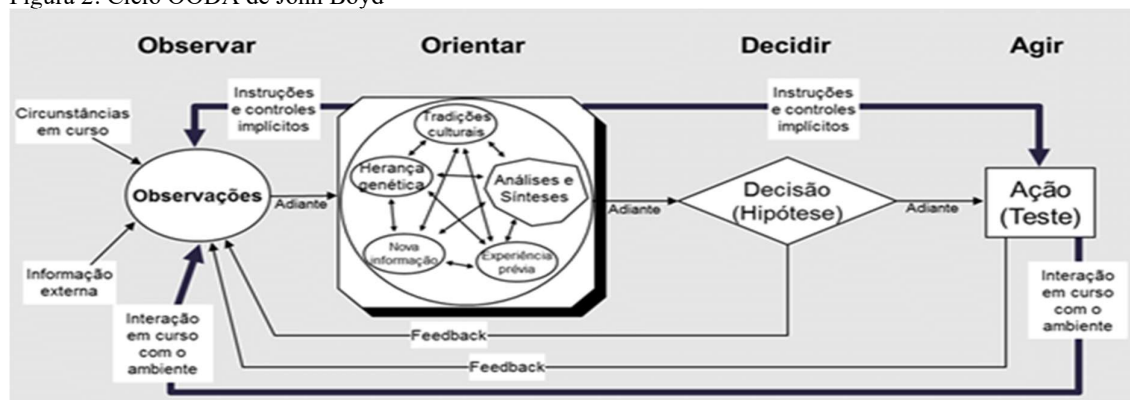 Figura 2: Ciclo OODA de John Boyd
Observar
Orientar
Decidir
Agir
Circunstâncias
em curso
Instruções
e controles
implícitos
Instruções
e controles
implícitos
Tradições
culturais
Herança
genética
Análises e
Sínteses
Nova
informação
Experiência
prévia
Observações
Adiante
Adiante
Decisão
(Hipótese)
Adiante
Ação
(Teste)
Informação
externa
Interação
em curso
com o
ambiente
Interação
em curso
com o
ambiente
Feedback
Feedback